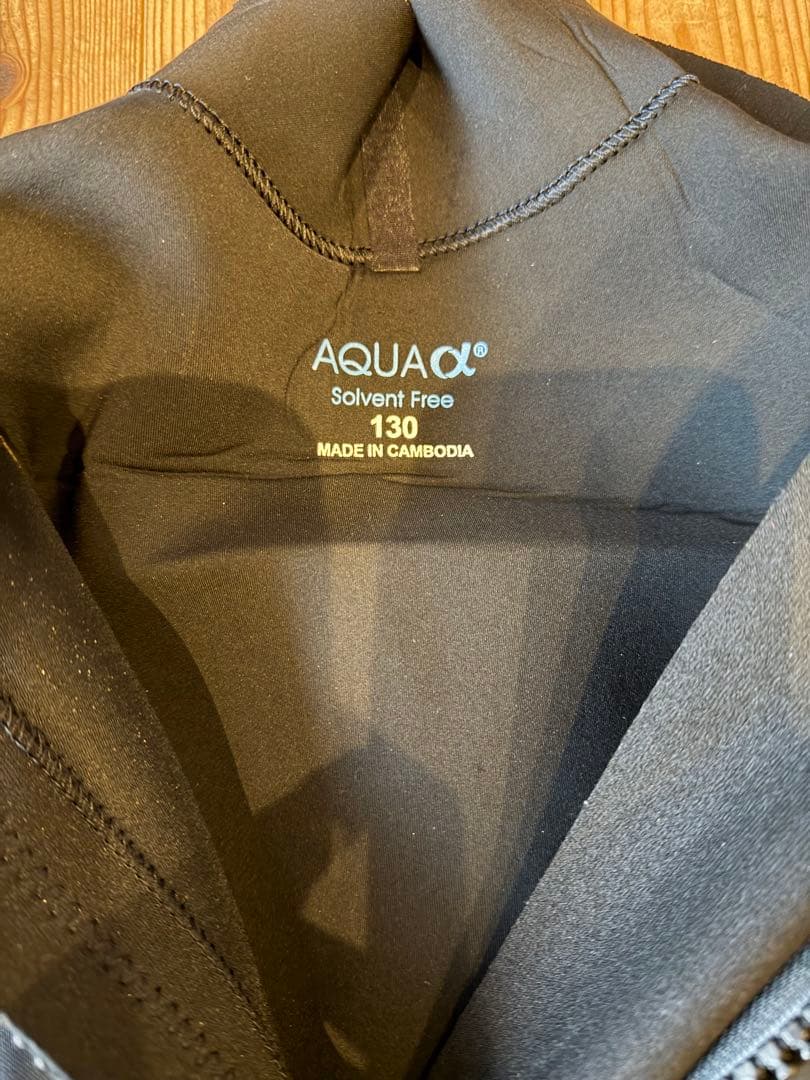 AQUAα®
Solvent Free
130
MADE IN CAMBODIA